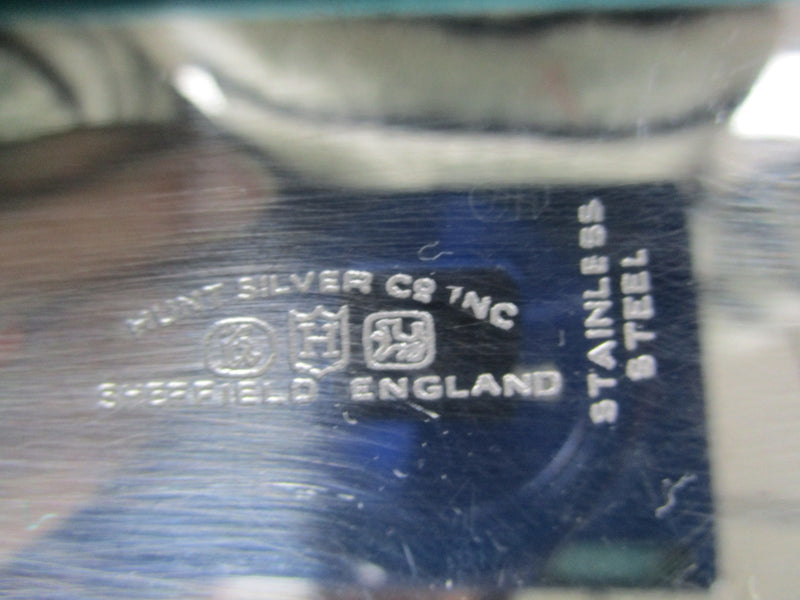 HUNT SILVER Co INC
H
SHEFFIELD ENGLAND
STAINLESS
STEEL